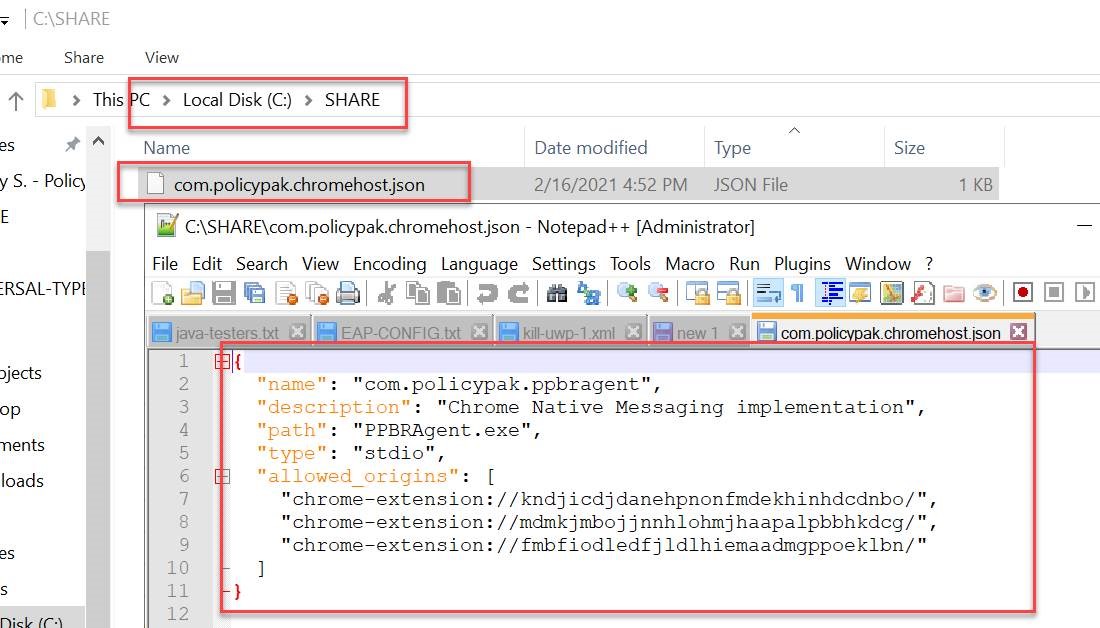 C:\SHARE
ome Share View
This PC > Local Disk (C:) > SHARE
Name Date modified Type Size
com.policypak.chromehost.json 2/16/2021 4:52 PM JSON File 1 KB
es
y S. - Policy
E
ERSAL-TYPE
ojects
op
ments
loads
es
s
Disk (C:)
C:\SHARE\com.policypak.chromehost.json - Notepad++ [Administrator]
File Edit Search View Encoding Language Settings Tools Macro Run Plugins Window ?
java-testers.txt EAP-CONFIG.txt kill-uwp-1.xml new 1 com.policypak.chromehost.json
1 {
2 "name": "com.policypak.ppbragent",
3 "description": "Chrome Native Messaging implementation",
4 "path": "PPBRAgent.exe",
5 "type": "stdio",
6 "allowed_origins": [
7 "chrome-extension://kndjicdjdanehpnonfmdekhinhdcdnbo/",
8 "chrome-extension://mdmkjmbojjnnhlohmjhaapalpbbhkdcg/",
9 "chrome-extension://fmbfiodledfjldlhiemaadmgppoeklbn/"
10 ]
11 }
12